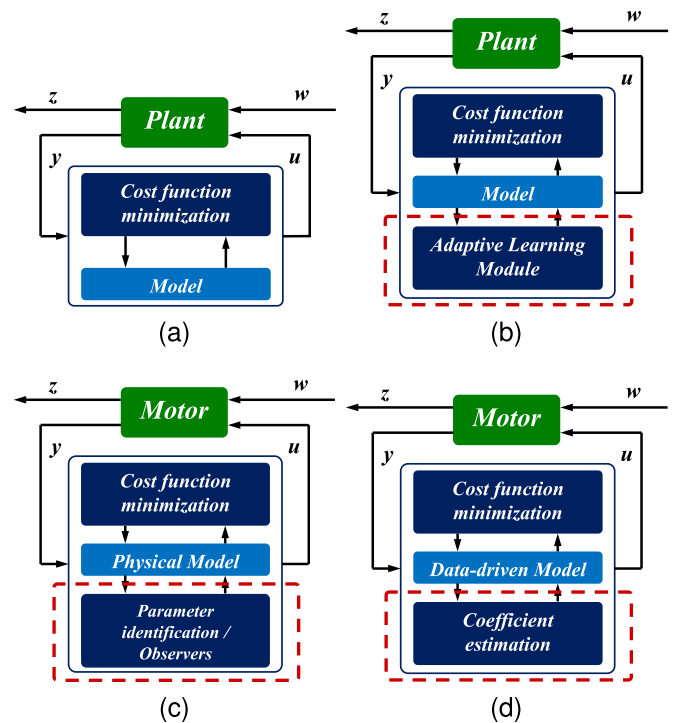 z
w
Plant
y
u
Cost function
minimization
Model
(a)
z
w
Plant
y
u
Cost function
minimization
Model
Adaptive Learning
Module
(b)
z
w
Motor
y
u
Cost function
minimization
Physical Model
Parameter
identification /
Observers
(c)
z
w
Motor
y
u
Cost function
minimization
Data-driven Model
Coefficient
estimation
(d)